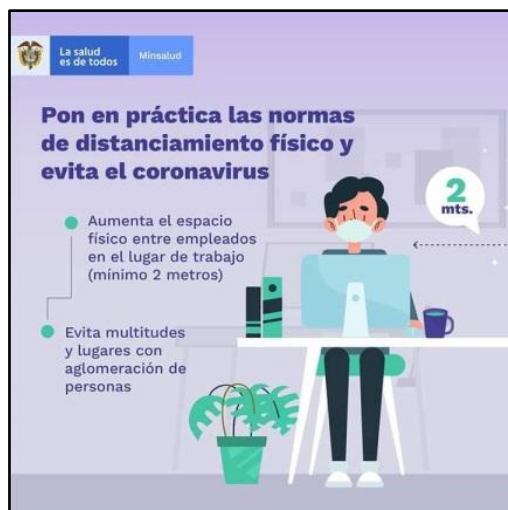 La salud
es de todos
Minsalud
Pon en práctica las normas
de distanciamiento físico y
evita el coronavirus
Aumenta el espacio
físico entre empleados
en el lugar de trabajo
(mínimo 2 metros)
Evita multitudes
y lugares con
aglomeración de
personas
2
mts.